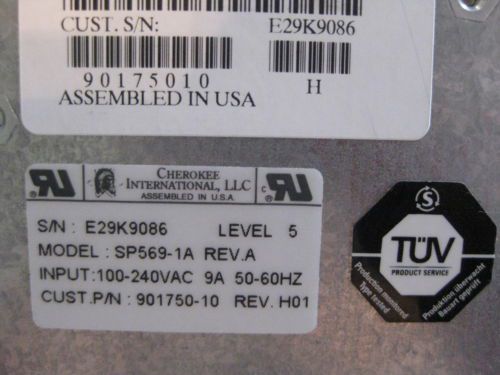 CUST. S/N: E29K9086
90175010 H
ASSEMBLED IN USA
CHEROKEE
INTERNATIONAL, LLC
ASSEMBLED IN U.S.A.
S/N : E29K9086 LEVEL 5
MODEL : SP569-1A REV.A
INPUT:100-240VAC 9A 50-60HZ
CUST.P/N : 901750-10 REV. H01
TÜV
PRODUCT SERVICE
Production monitored
Type tested
Produktion überwacht
Bauart geprüft